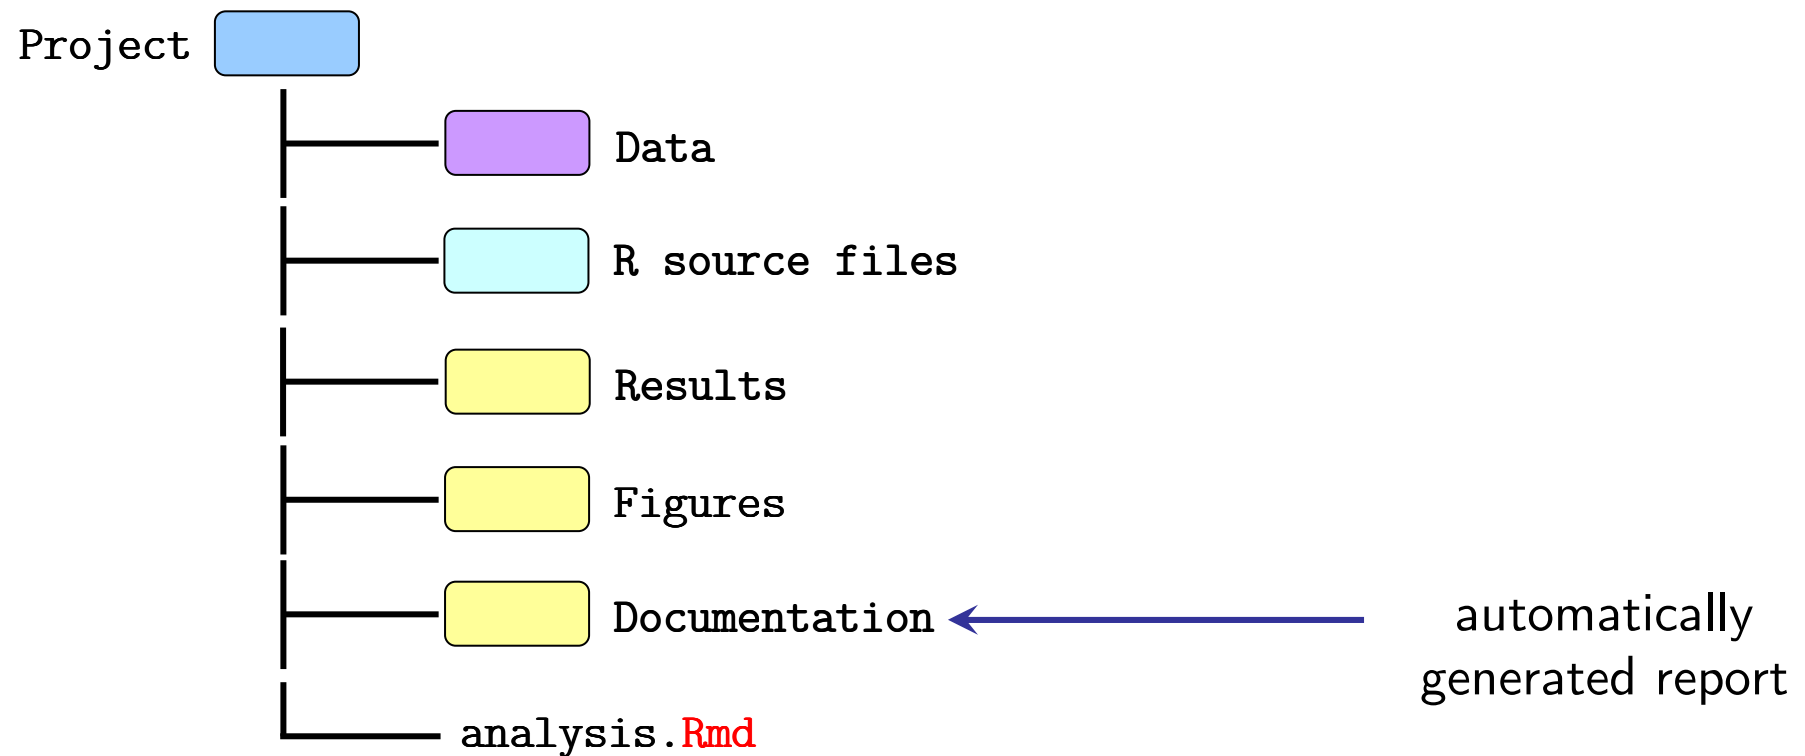 Project
Data
R source files
Results
Figures
Documentation
automatically
generated report
analysis.Rmd